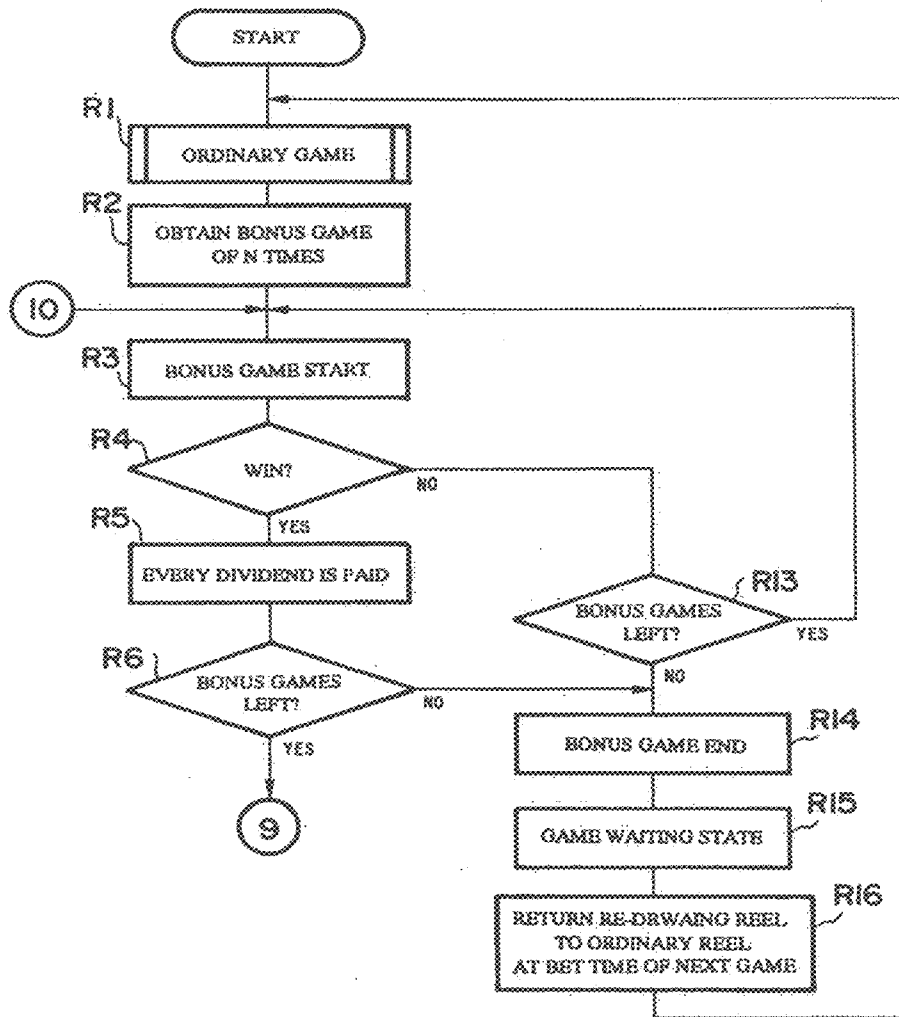 START
R1
ORDINARY GAME
R2
OBTAIN BONUS GAME
OF N TIMES
10
R3
BONUS GAME START
R4
WIN?
NO
YES
R5
EVERY DIVIDEND IS PAID
R13
BONUS GAMES
LEFT?
YES
NO
R6
BONUS GAMES
LEFT?
NO
YES
9
R14
BONUS GAME END
R15
GAME WAITING STATE
R16
RETURN RE-DRWAING REEL
TO ORDINARY REEL
AT BET TIME OF NEXT GAME